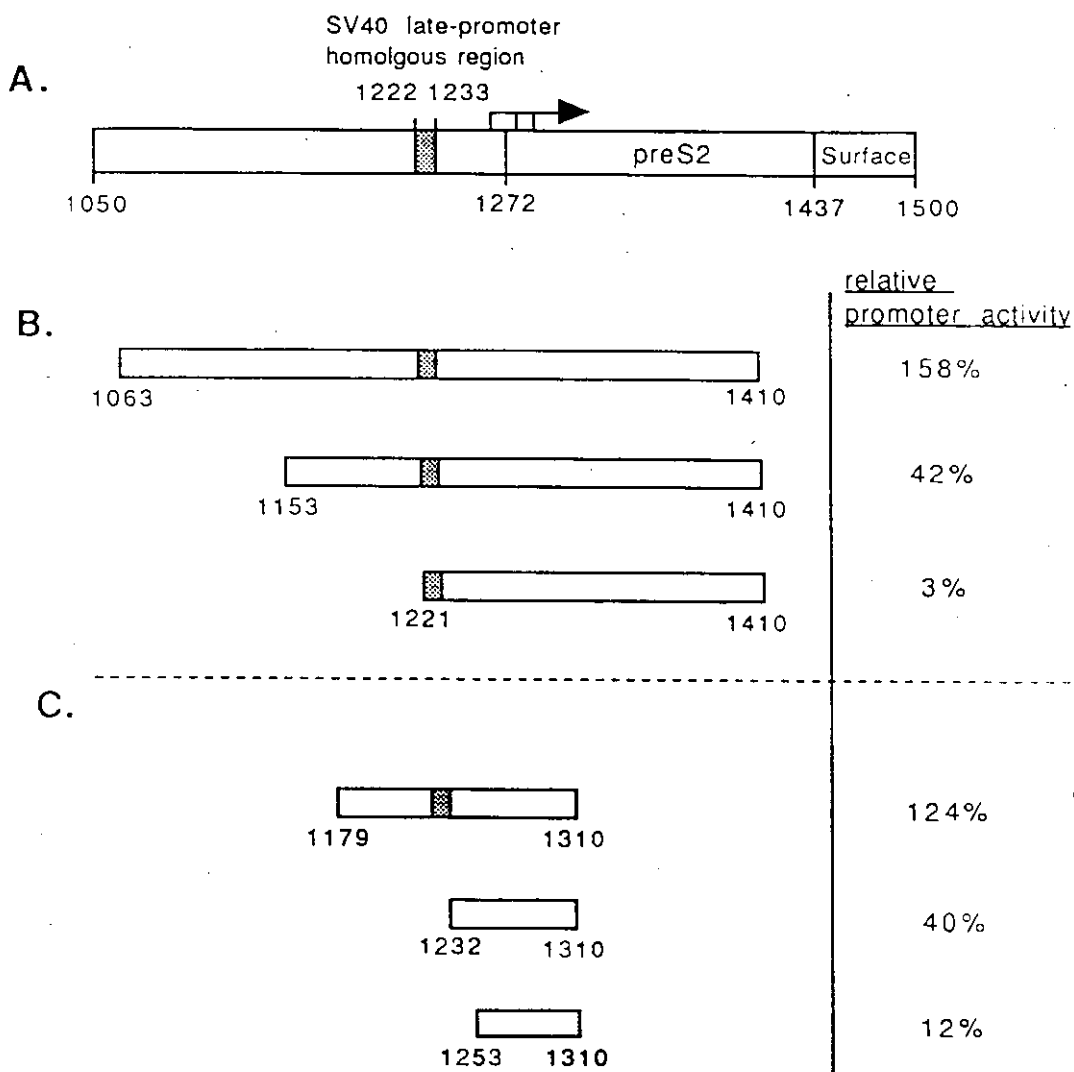 SV40 late-promoter
homolgous region
A.
1222 1233
preS2
Surface
1050
1272
1437
1500
relative
promoter activity
B.
158%
1063
1410
42%
1153
1410
3%
1221
1410
C.
124%
1179
1310
40%
1232
1310
12%
1253
1310